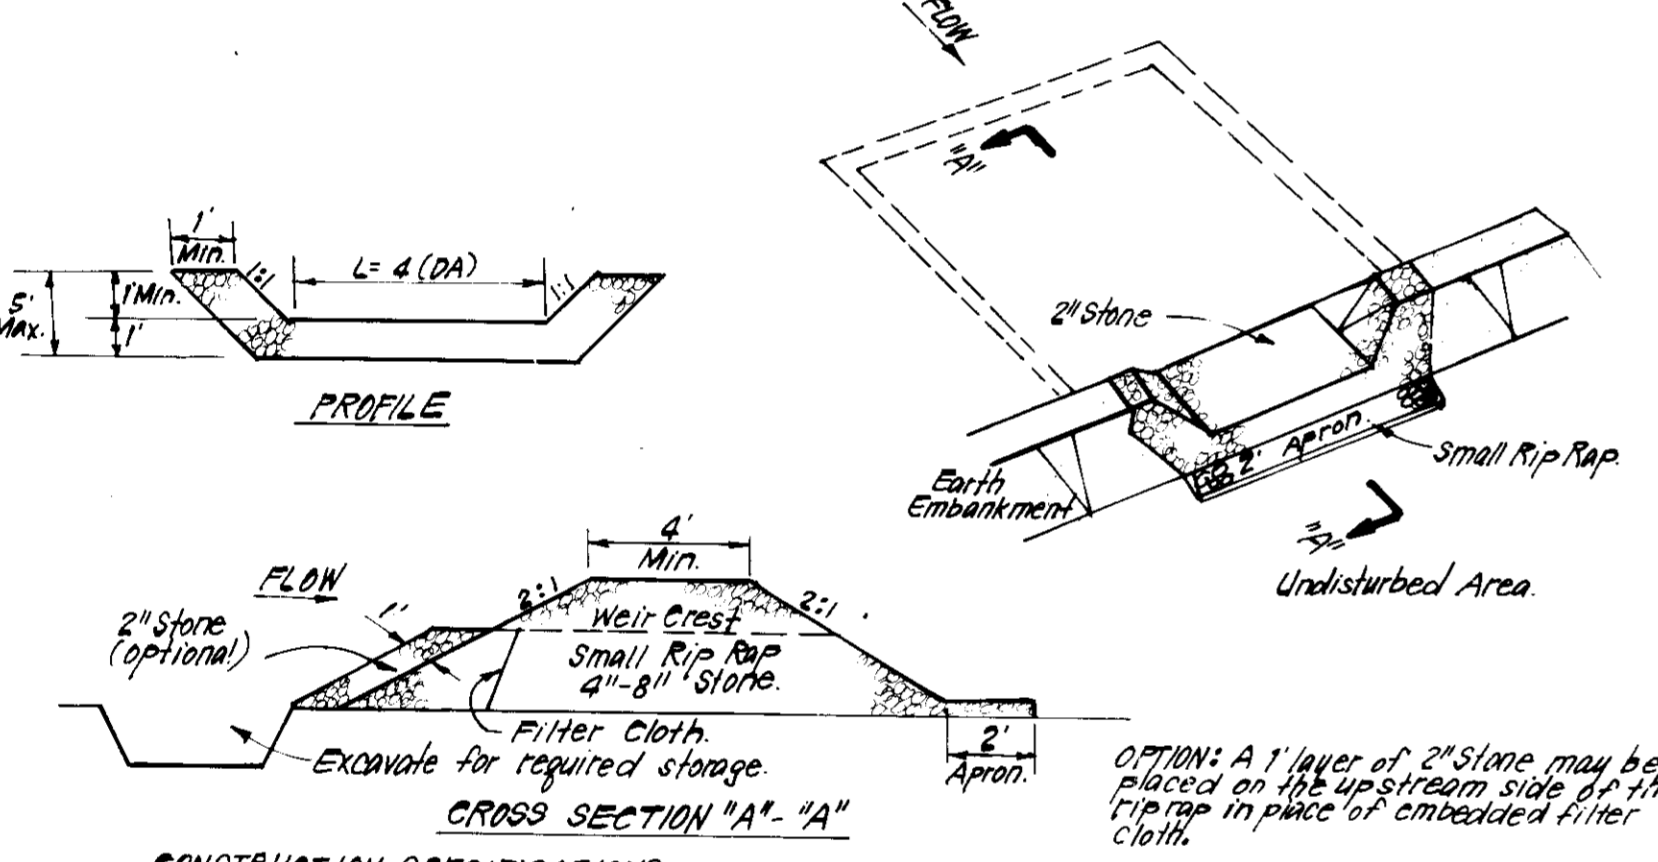 FLOW
"A"
1'
Min.
1:1
L= 4 (DA)
1:1
5'
Max.
1' Min.
1'
PROFILE
2" Stone
Apron.
2'
Small Rip Rap.
Earth
Embankment
"A"
Undisturbed Area.
4'
Min.
FLOW
2:1
2:1
1'
2" Stone
(optional)
Weir Crest
Small Rip Rap
4"-8" Stone.
Filter Cloth.
Excavate for required storage.
2'
Apron.
CROSS SECTION "A"- "A"
OPTION: A 1' layer of 2" Stone may be
placed on the upstream side of th
riprap in place of embedded filter
cloth.